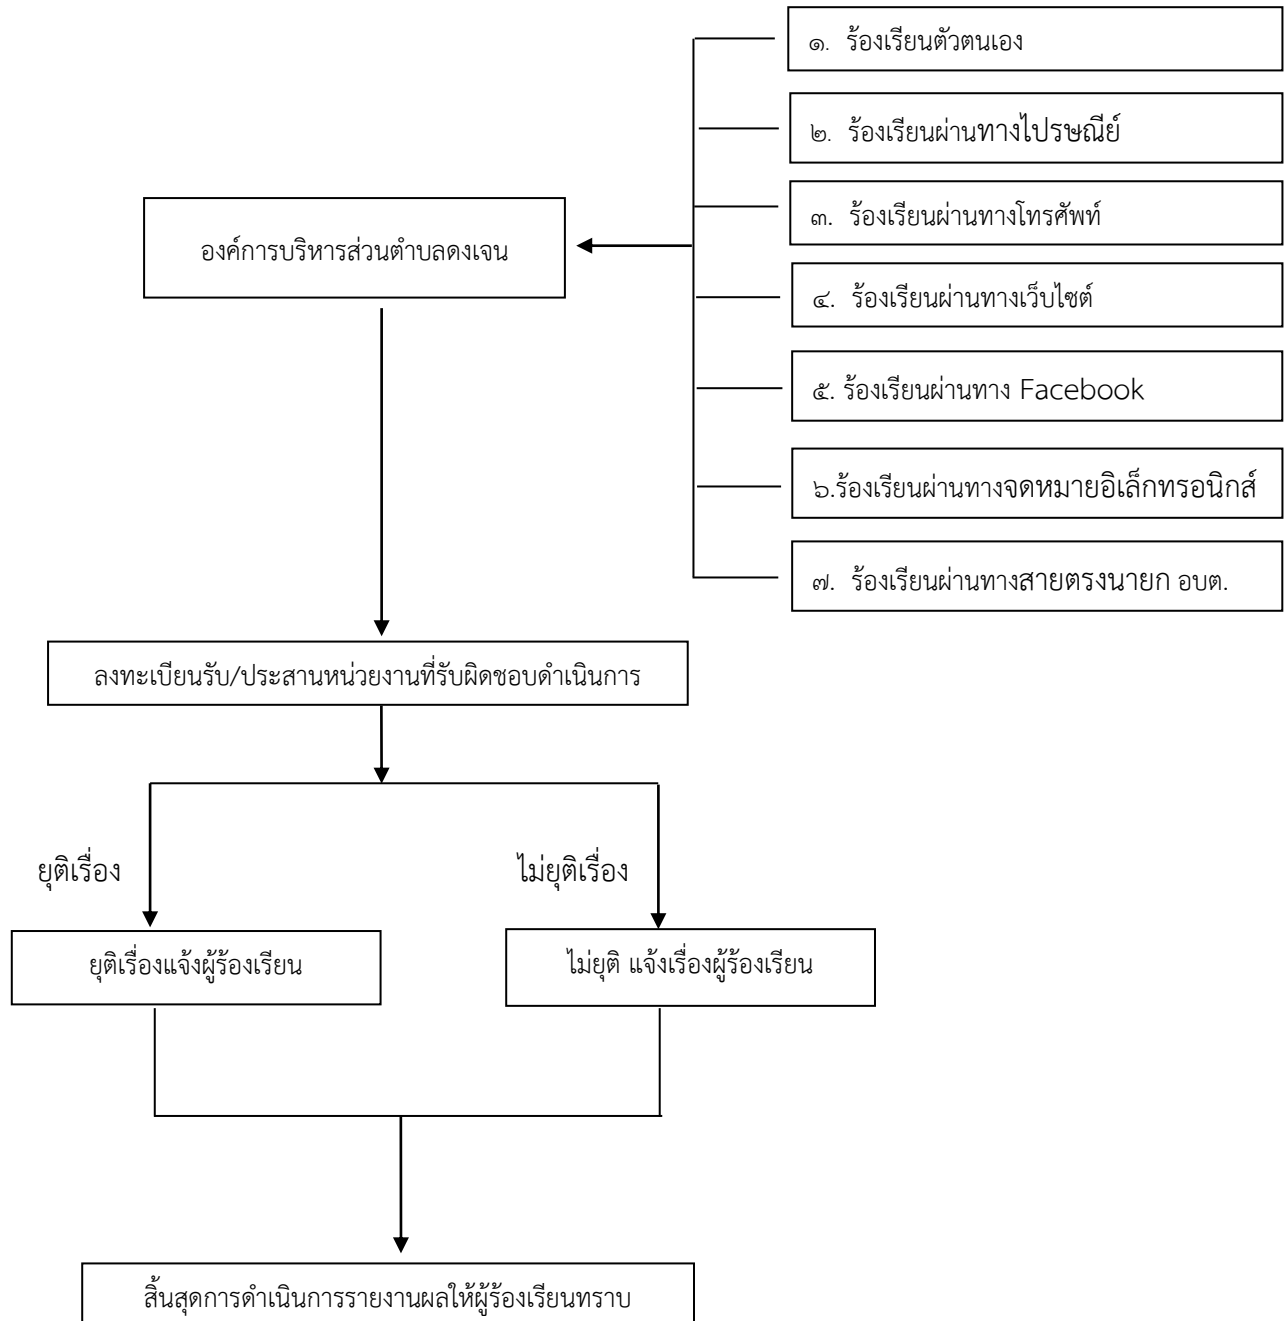 ๑. ร้องเรียนตัวตนเอง
๒. ร้องเรียนผ่านทางไปรษณีย์
๓. ร้องเรียนผ่านทางโทรศัพท์
องค์การบริหารส่วนตำบลดงเจน
๔. ร้องเรียนผ่านทางเว็บไซต์
๕. ร้องเรียนผ่านทาง Facebook
๖.ร้องเรียนผ่านทางจดหมายอิเล็กทรอนิกส์
๗. ร้องเรียนผ่านทางสายตรงนายก อบต.
ลงทะเบียนรับ/ประสานหน่วยงานที่รับผิดชอบดำเนินการ
ยุติเรื่อง
ไม่ยุติเรื่อง
ยุติเรื่องแจ้งผู้ร้องเรียน
ไม่ยุติ แจ้งเรื่องผู้ร้องเรียน
สิ้นสุดการดำเนินการรายงานผลให้ผู้ร้องเรียนทราบ